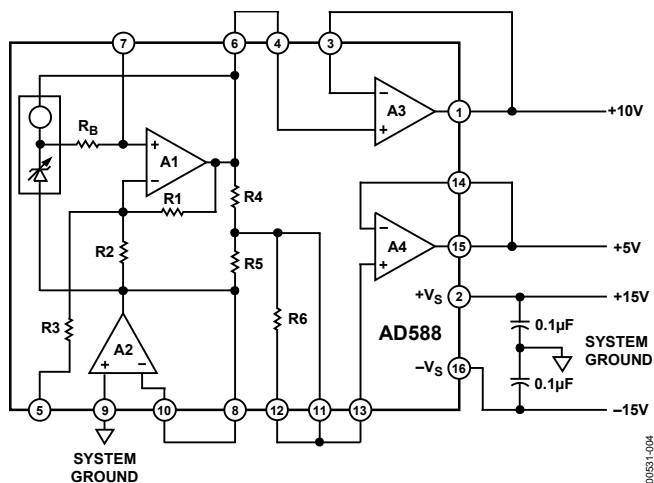 7
6
4
3
RB
A1
R1
R2
R3
A2
R4
R5
R6
A3
1
+10V
14
A4
15
+5V
+VS
2
+15V
0.1µF
AD588
SYSTEM
GROUND
−VS
16
0.1µF
−15V
5
9
10
8
12
11
13
SYSTEM
GROUND
+
−
−
+
+
−
−
+
−
+
00531-004